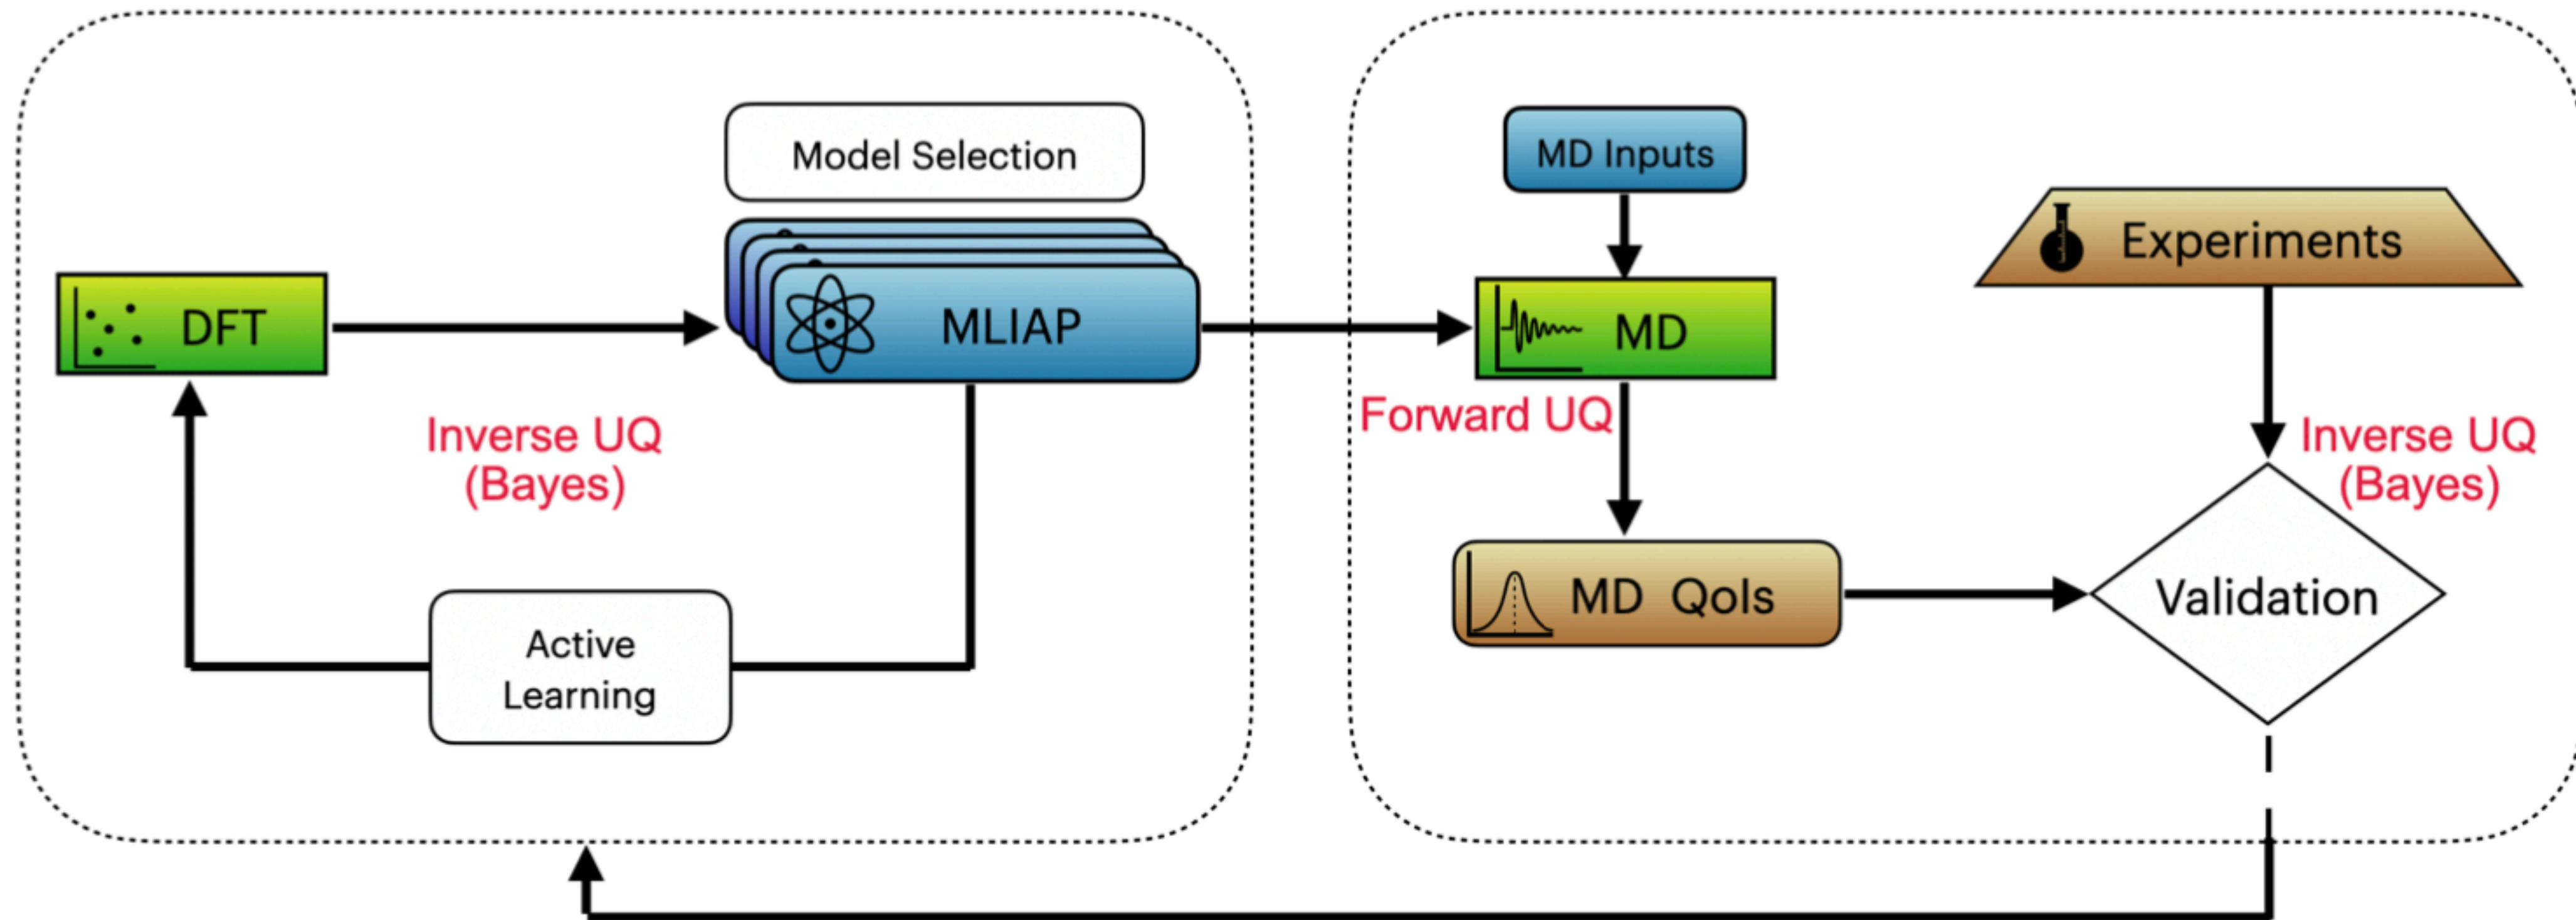 Model Selection
MLIAP
DFT
Inverse UQ
(Bayes)
Active
Learning
MD Inputs
MD
Forward UQ
MD QoIs
Experiments
Inverse UQ
(Bayes)
Validation